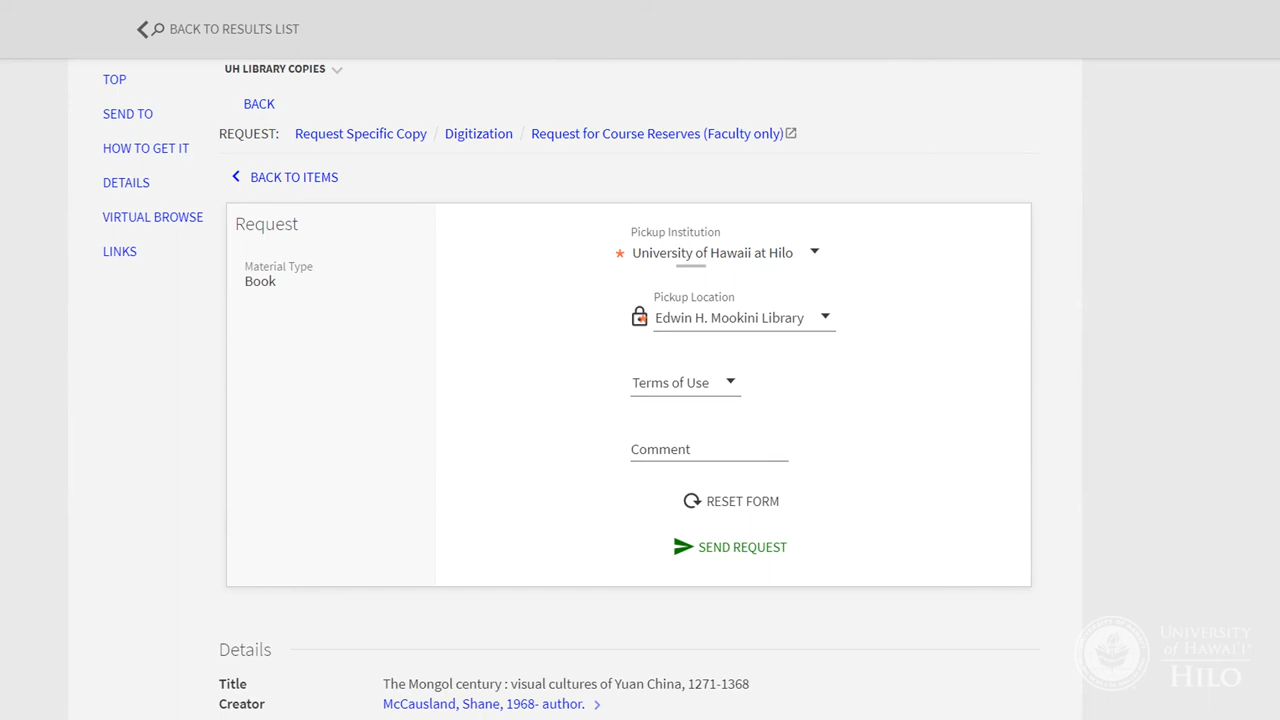 BACK TO RESULTS LIST
TOP
SEND TO
HOW TO GET IT
DETAILS
VIRTUAL BROWSE
LINKS
UH LIBRARY COPIES
BACK
REQUEST: Request Specific Copy / Digitization / Request for Course Reserves (Faculty only)
BACK TO ITEMS
Request
Material Type
Book
Pickup Institution
* University of Hawaii at Hilo
Pickup Location
Edwin H. Mookini Library
Terms of Use
Comment
RESET FORM
SEND REQUEST
Details
Title The Mongol century : visual cultures of Yuan China, 1271-1368
Creator McCausland, Shane, 1968- author.
UNIVERSITY
of HAWAIʻI
HILO